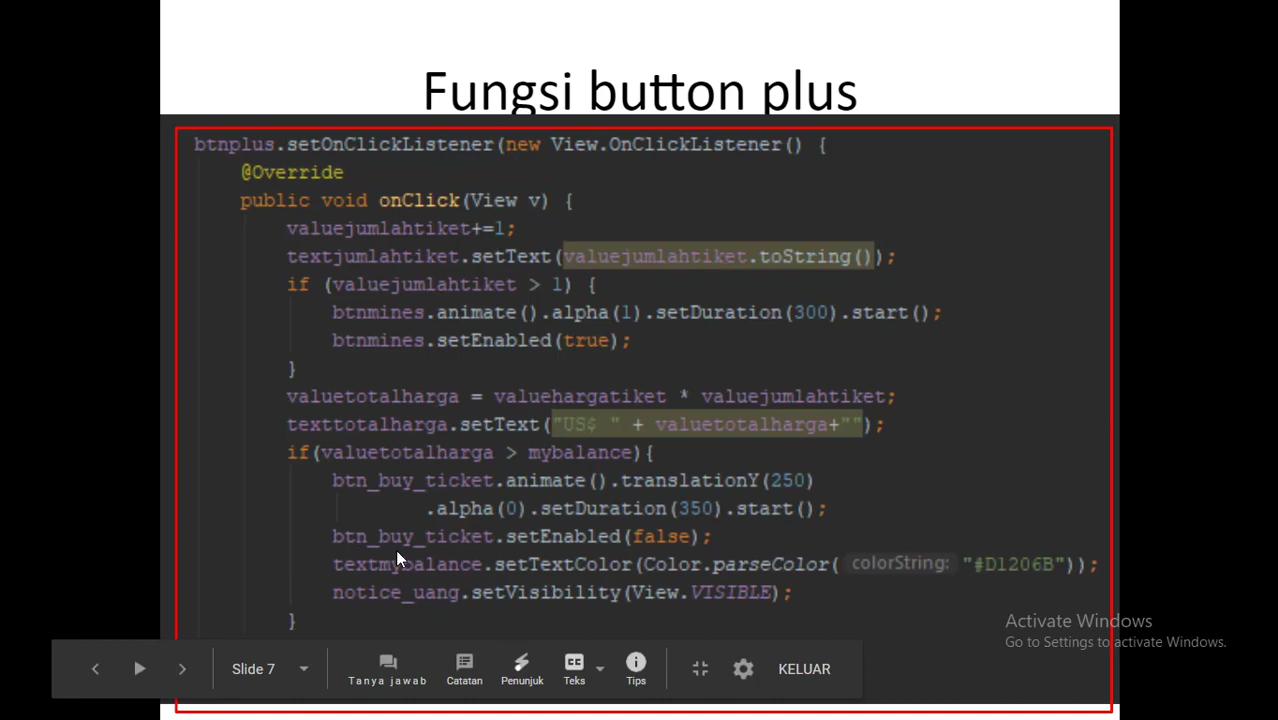 Fungsi button plus
btnplus.setOnClickListener(new View.OnClickListener() {
@Override
public void onClick(View v) {
valuejumlahtiket+=1;
textjumlahtiket.setText(valuejumlahtiket.toString());
if (valuejumlahtiket > 1) {
btnmines.animate().alpha(1).setDuration(300).start();
btnmines.setEnabled(true);
}
valuetotalharga = valuehargatiket * valuejumlahtiket;
texttotalharga.setText("US$ " + valuetotalharga+"");
if(valuetotalharga > mybalance){
btn_buy_ticket.animate().translationY(250)
.alpha(0).setDuration(350).start();
btn_buy_ticket.setEnabled(false);
textmybalance.setTextColor(Color.parseColor( colorString: "#D1206B"));
notice_uang.setVisibility(View.VISIBLE);
}
Activate Windows
Go to Settings to activate Windows.
Slide 7
Tanya jawab
Catatan
Penunjuk
CC
Teks
Tips
KELUAR